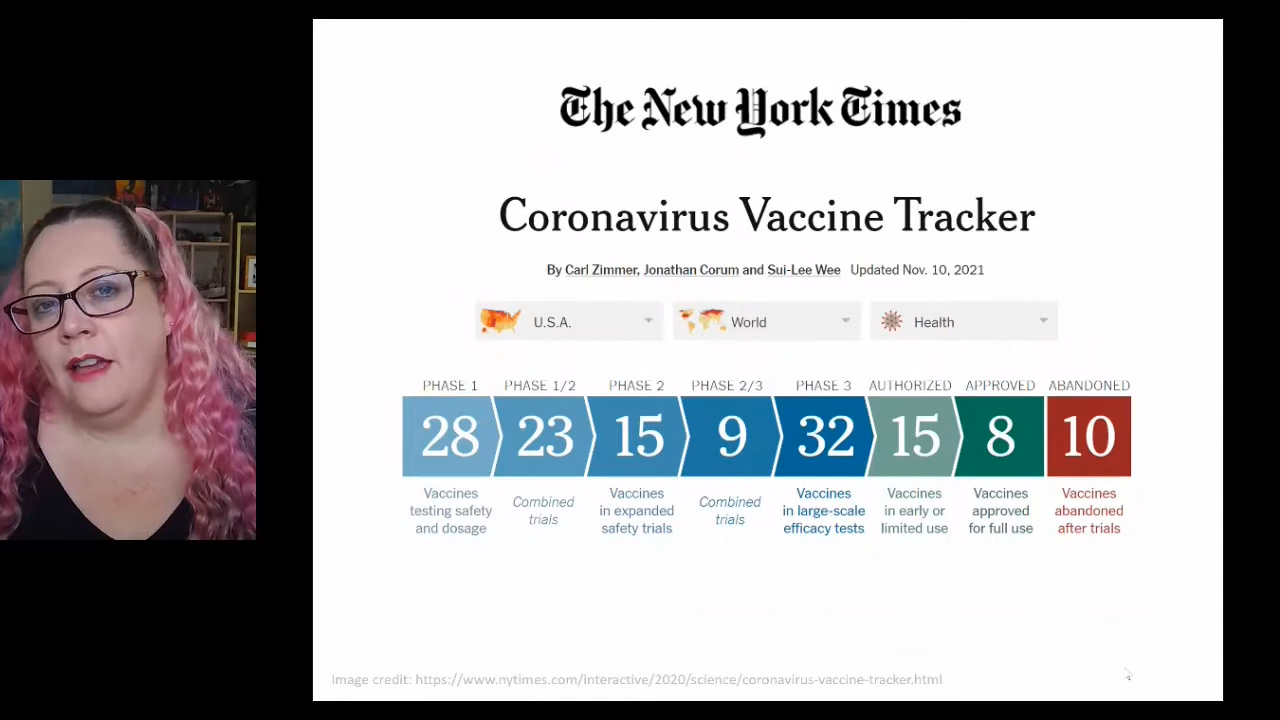 The New York Times
Coronavirus Vaccine Tracker
By Carl Zimmer, Jonathan Corum and Sui-Lee Wee Updated Nov. 10, 2021
U.S.A. World Health
PHASE 1 PHASE 1/2 PHASE 2 PHASE 2/3 PHASE 3 AUTHORIZED APPROVED ABANDONED
28 23 15 9 32 15 8 10
Vaccines
testing safety
and dosage
Combined
trials
Vaccines
in expanded
safety trials
Combined
trials
Vaccines
in large-scale
efficacy tests
Vaccines
in early or
limited use
Vaccines
approved
for full use
Vaccines
abandoned
after trials
Image credit: https://www.nytimes.com/interactive/2020/science/coronavirus-vaccine-tracker.html